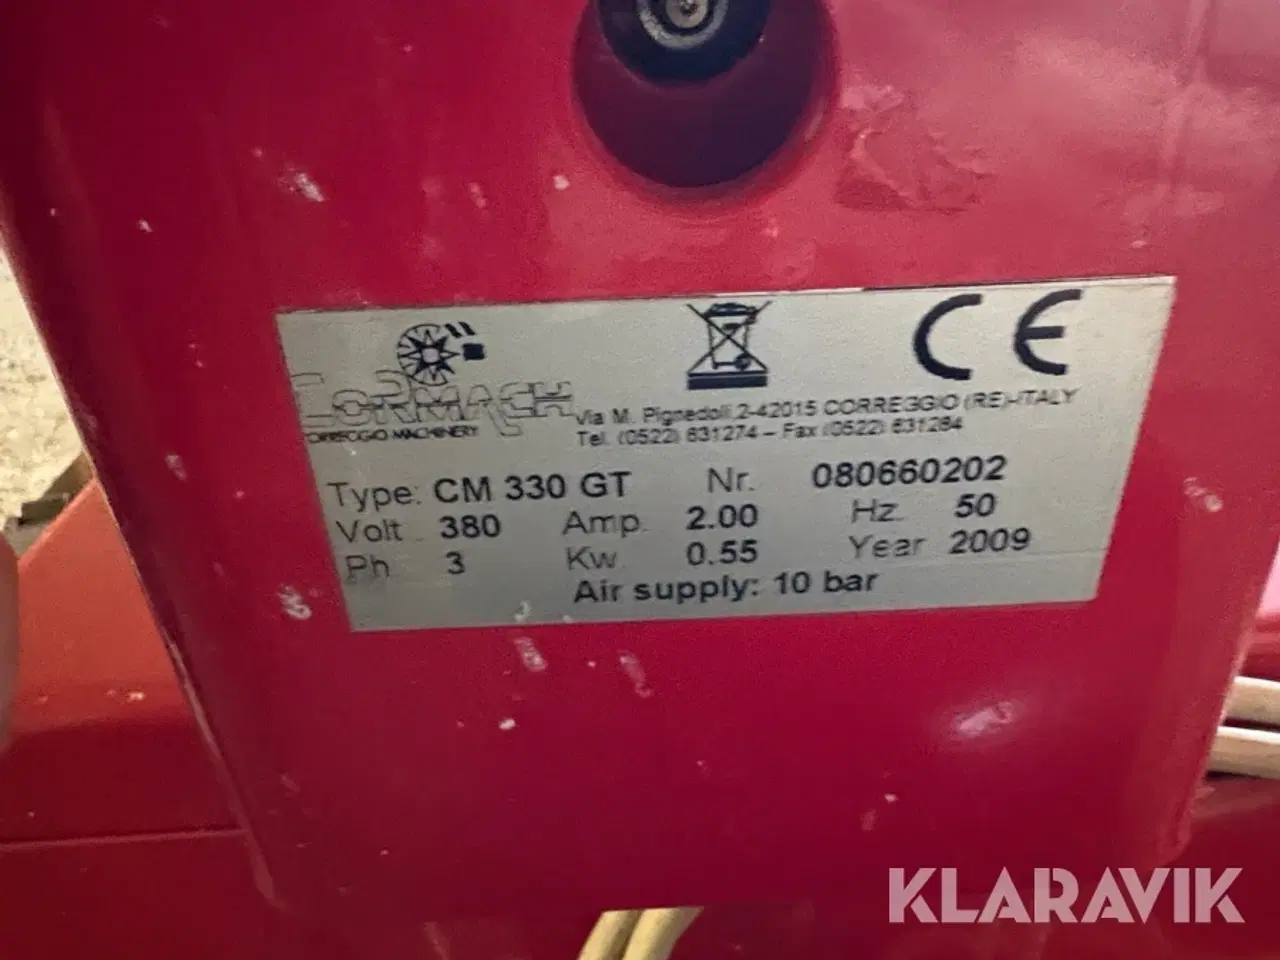 CORMACH
CORREGGIO MACHINERY
CE
Via M. Pignedoli,2-42015 CORREGGIO (RE)-ITALY
Tel. (0522) 631274 – Fax (0522) 631284
Type: CM 330 GT Nr. 080660202
Volt 380 Amp. 2.00 Hz. 50
Ph 3 Kw 0.55 Year 2009
Air supply: 10 bar
KLARAVIK